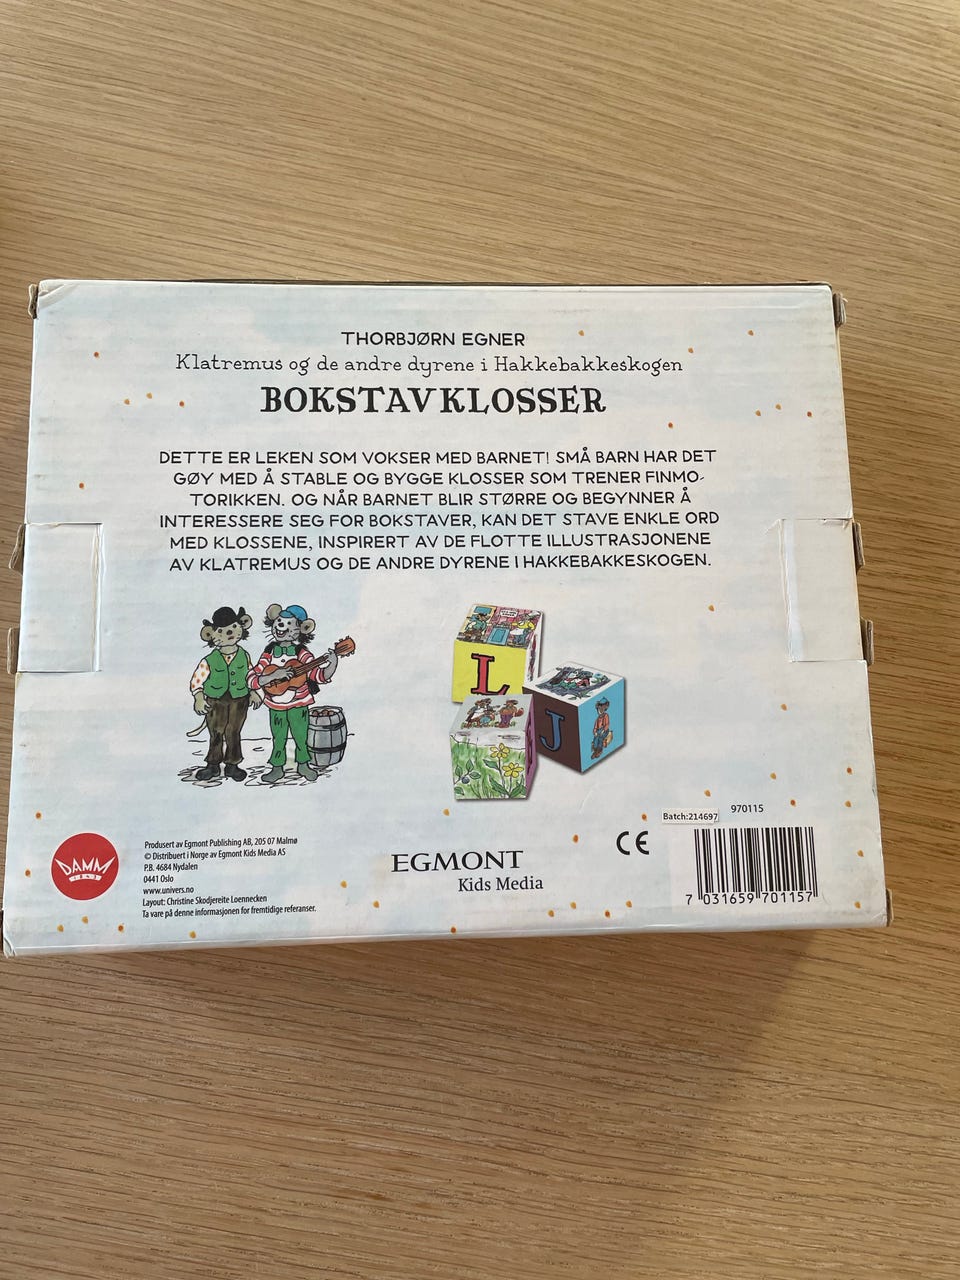 THORBJØRN EGNER
Klatremus og de andre dyrene i Hakkebakkeskogen
BOKSTAVKLOSSER
DETTE ER LEKEN SOM VOKSER MED BARNET! SMÅ BARN HAR DET
GØY MED Å STABLE OG BYGGE KLOSSER SOM TRENER FINMO-
TORIKKEN. OG NÅR BARNET BLIR STØRRE OG BEGYNNER Å
INTERESSERE SEG FOR BOKSTAVER, KAN DET STAVE ENKLE ORD
MED KLOSSENE, INSPIRERT AV DE FLOTTE ILLUSTRASJONENE
AV KLATREMUS OG DE ANDRE DYRENE I HAKKEBAKKESKOGEN.
L
J
DAMM
Produsert av Egmont Publishing AB, 205 07 Malmø
© Distribuert i Norge av Egmont Kids Media AS
P.B. 4684 Nydalen
0441 Oslo
www.univers.no
Layout: Christine Skodjereite Loennecken
Ta vare på denne informasjonen for fremtidige referanser.
EGMONT
Kids Media
CE
Batch:214697
970115
7 031659 701157